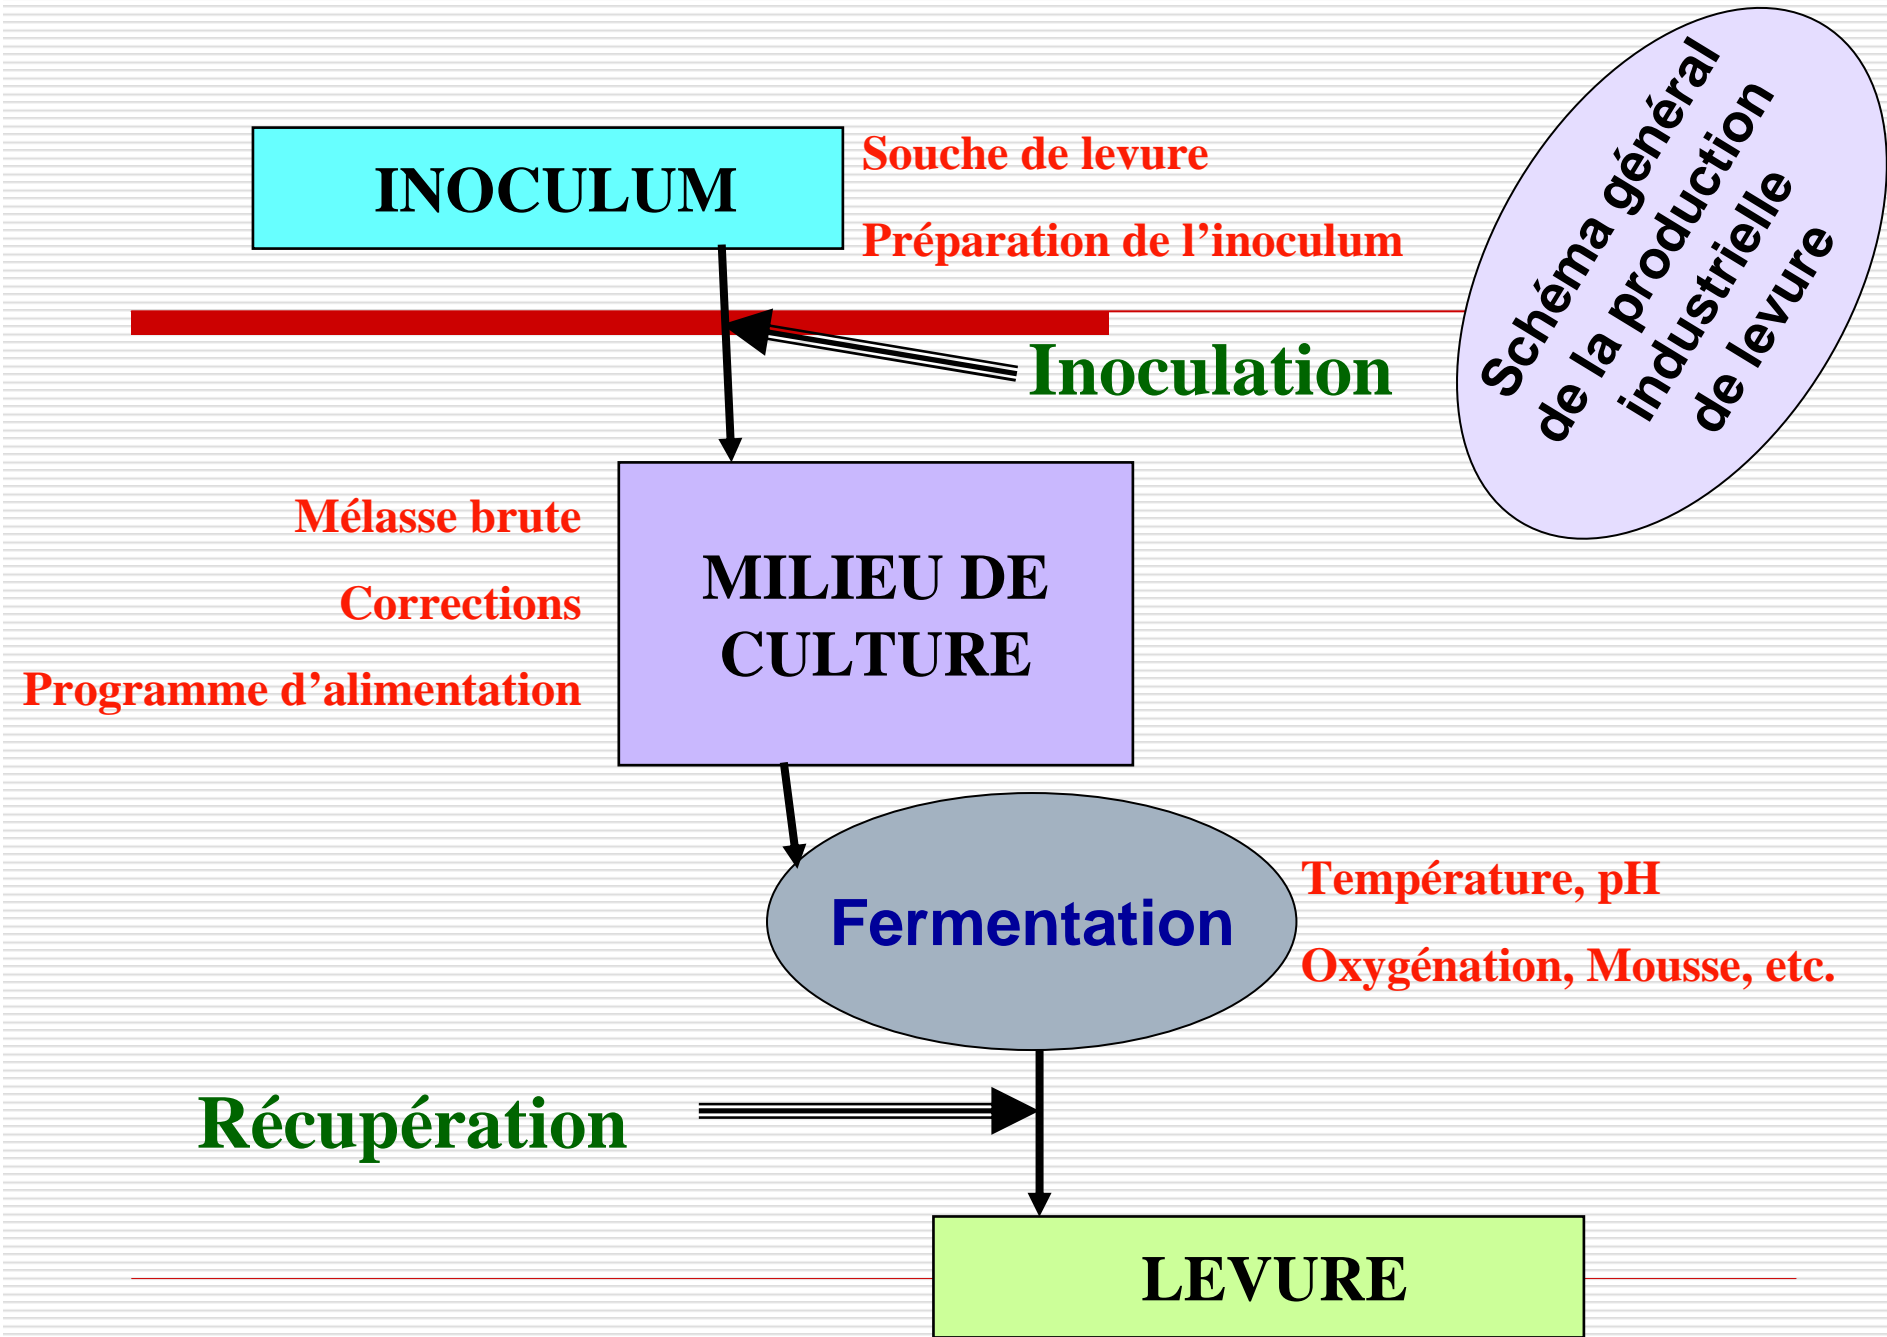 Schéma général
de la production
industrielle
de levure
INOCULUM
Souche de levure
Préparation de l’inoculum
Inoculation
Mélasse brute
Corrections
Programme d’alimentation
MILIEU DE
CULTURE
Fermentation
Température, pH
Oxygénation, Mousse, etc.
Récupération
LEVURE